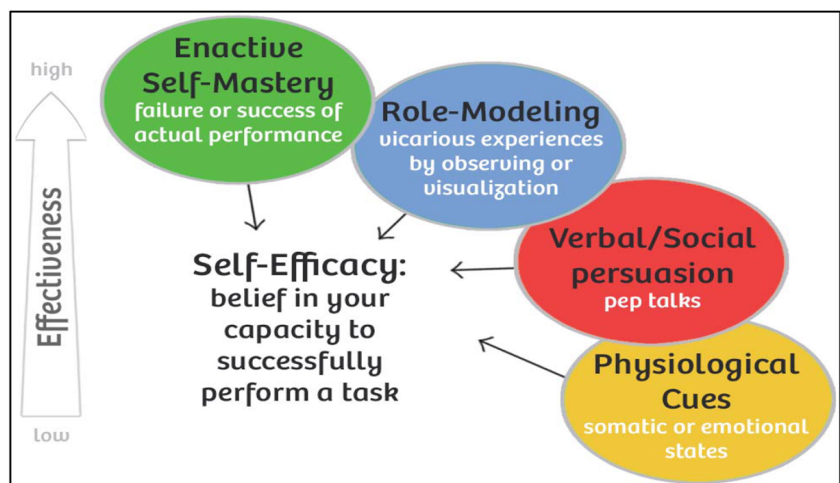 high
Effectiveness
low
Enactive
Self-Mastery
failure or success of
actual performance
Role-Modeling
vicarious experiences
by observing or
visualization
Verbal/Social
persuasion
pep talks
Physiological
Cues
somatic or emotional
states
Self-Efficacy:
belief in your
capacity to
successfully
perform a task